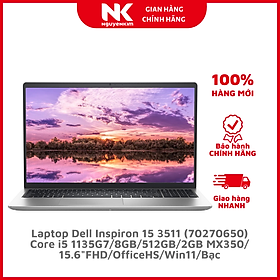 NK
NGUYENKIM
GIAN HÀNG
CHÍNH HÃNG
100%
HÀNG MỚI
Bảo hành
CHÍNH HÃNG
Giao hàng
NHANH
Laptop Dell Inspiron 15 3511 (70270650)
Core i5 1135G7/8GB/512GB/2GB MX350/
15.6"FHD/OfficeHS/Win11/Bạc